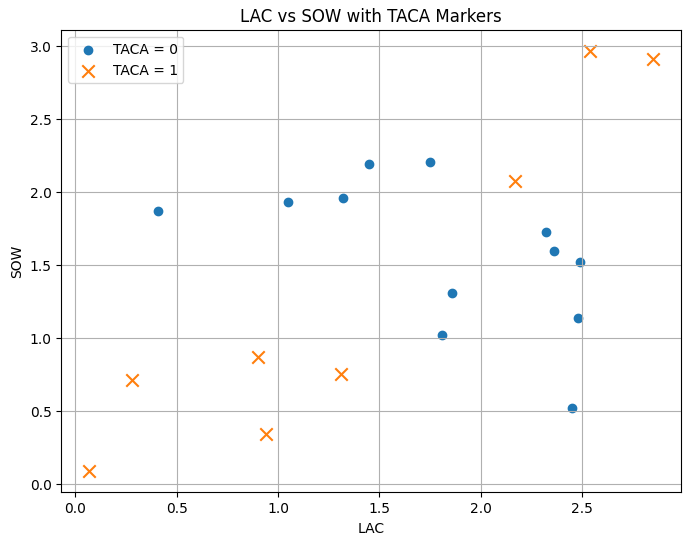 LAC vs SOW with TACA Markers
TACA = 0
TACA = 1
3.0
2.5
2.0
1.5
1.0
0.5
0.0
SOW
0.0 0.5 1.0 1.5 2.0 2.5
LAC